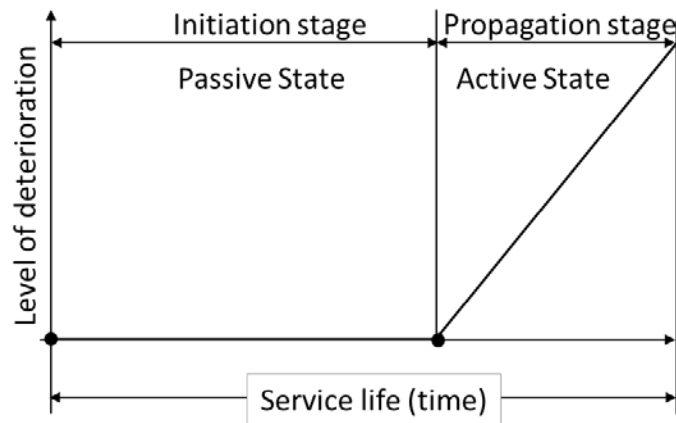 Initiation stage
Propagation stage
Passive State
Active State
Level of deterioration
Service life (time)